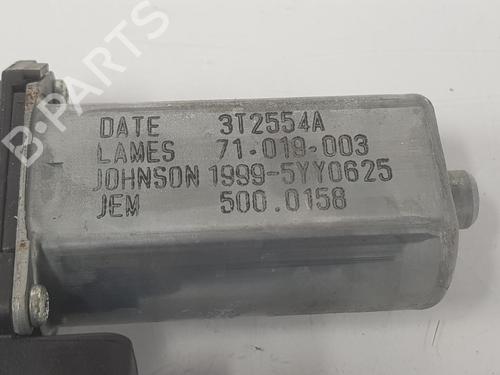 DATE 3T2554A
LAMES 71-019-003
JOHNSON 1999-5YY0625
JEM 500.0158
B-PARTS